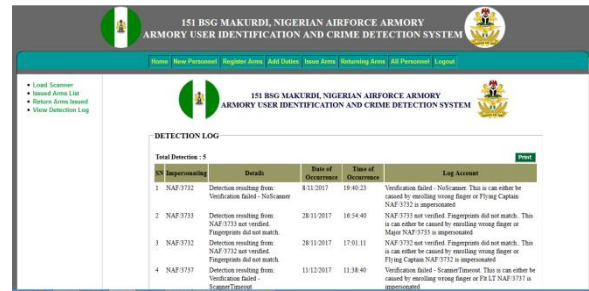 151 BSG MAKURDI, NIGERIAN AIRFORCE ARMORY
ARMORY USER IDENTIFICATION AND CRIME DETECTION SYSTEM
Home New Personnel Register Arms Add Duties Issue Arms Returning Arms All Personnel Logout
Load Scanner
Issued Arms List
Return Arms Issued
View Detection Log
151 BSG MAKURDI, NIGERIAN AIRFORCE ARMORY
ARMORY USER IDENTIFICATION AND CRIME DETECTION SYSTEM
DETECTION LOG
Total Detection : 5
Print
SN Impersonating Details Date of Occurrence Time of Occurrence Log Account
1 NAF/3732 Detection resulting from: 8/11/2017 19:40:23 Verification failed - NoScanner. This can either be
Verification failed - NoScanner caused by enrolling wrong finger or Flying Captain
NAF/3732 is impersonated
2 NAF/3733 Detection resulting from: 28/11/2017 16:54:40 NAF/3733 not verified. Fingerprints did not match.. This
NAF/3733 not verified. is can either be caused by enrolling wrong finger or
Fingerprints did not match. Major NAF/3733 is impersonated
3 NAF/3732 Detection resulting from: 28/11/2017 17:01:11 NAF/3732 not verified. Fingerprints did not match.. This
NAF/3732 not verified. is can either be caused by enrolling wrong finger or
Fingerprints did not match. Flying Captain NAF/3732 is impersonated
4 NAF/3737 Detection resulting from: 11/12/2017 11:38:40 Verification failed - ScannerTimeout. This is can either be
Verification failed - caused by enrolling wrong finger or Flt LT NAF/3737 is
ScannerTimeout impersonated